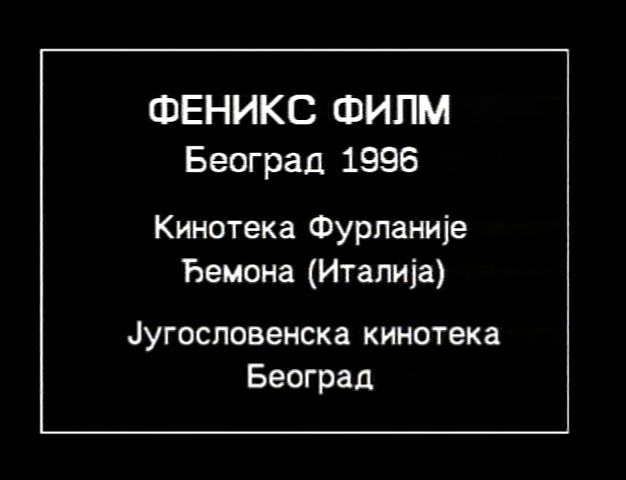 ФЕНИКС ФИЛМ
Београд 1996
Кинотека Фурланије
Ђемона (Италија)
Југословенска кинотека
Београд